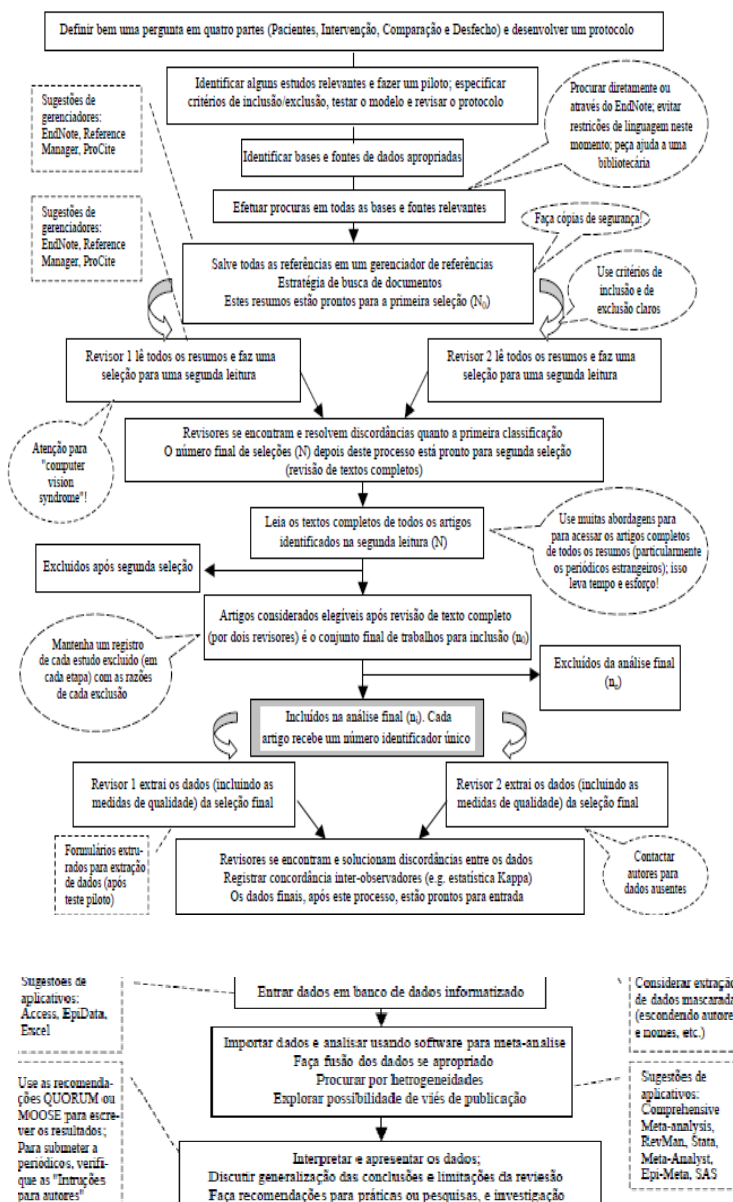 Definir bem uma pergunta em quatro partes (Pacientes, Intervenção, Comparação e Desfecho) e desenvolver um protocolo
Identificar alguns estudos relevantes e fazer um piloto; especificar
critérios de inclusão/exclusão, testar o modelo e revisar o protocolo
Sugestões de
gerenciadores:
EndNote, Reference
Manager, ProCite
Procurar diretamente ou
através do EndNote; evitar
restrições de linguagem neste
momento; peça ajuda a uma
bibliotecária
Identificar bases e fontes de dados apropriadas
Efetuar procuras em todas as bases e fontes relevantes
Sugestões de
gerenciadores:
EndNote, Reference
Manager, ProCite
Faça cópias de segurança!
Salve todas as referências em um gerenciador de referências
Estratégia de busca de documentos
Estes resumos estão prontos para a primeira seleção (N₀)
Use critérios de
inclusão e de
exclusão claros
Revisor 1 lê todos os resumos e faz uma
seleção para uma segunda leitura
Revisor 2 lê todos os resumos e faz uma
seleção para uma segunda leitura
Revisores se encontram e resolvem discordâncias quanto a primeira classificação
O número final de seleções (N) depois deste processo está pronto para segunda seleção
(revisão de textos completos)
Atenção para
"computer
vision
syndrome"!
Leia os textos completos de todos os artigos
identificados na segunda leitura (N)
Use muitas abordagens para
para acessar os artigos completos
de todos os resumos (particularmente
os periódicos estrangeiros); isso
leva tempo e esforço!
Excluídos após segunda seleção
Artigos considerados elegíveis após revisão de texto completo
(por dois revisores) é o conjunto final de trabalhos para inclusão (n₀)
Mantenha um registro
de cada estudo excluído (em
cada etapa) com as razões
de cada exclusão
Excluídos da análise final
Incluídos na análise final (nᵢ). Cada
artigo recebe um número identificador único
Revisor 1 extrai os dados (incluindo as
medidas de qualidade) da seleção final
Revisor 2 extrai os dados (incluindo as
medidas de qualidade) da seleção final
Formulários extru-
rados para extração
de dados (após
teste piloto)
Revisores se encontram e solucionam discordâncias entre os dados
Registrar concordância inter-observadores (e.g. estatística Kappa)
Os dados finais, após este processo, estão prontos para entrada
Contactar
autores para
dados ausentes
Sugestões de
aplicativos:
Access, EpiData,
Excel
Entrar dados em banco de dados informatizado
Considerar extração
de dados mascarada
(escondendo autore
e nomes, etc.)
Importar dados e analisar usando software para meta-analise
Faça fusão dos dados se apropriado
Procurar por hetrogeneidades
Explorar possibilidade de viés de publicação
Use as recomenda-
ções QUORUM ou
MOOSE para escre-
ver os resultados;
Para submeter a
periódicos, verifi-
que as "Intruções
para autores"
Sugestões de
aplicativos:
Comprehensive
Meta-analysis,
RevMan, Stata,
Meta-Analyst,
Epi-Meta, SAS
Interpretar e apresentar os dados;
Discutir generalização das conclusões e limitações da revisão
Faça recomendações para práticas ou pesquisas, e investigação